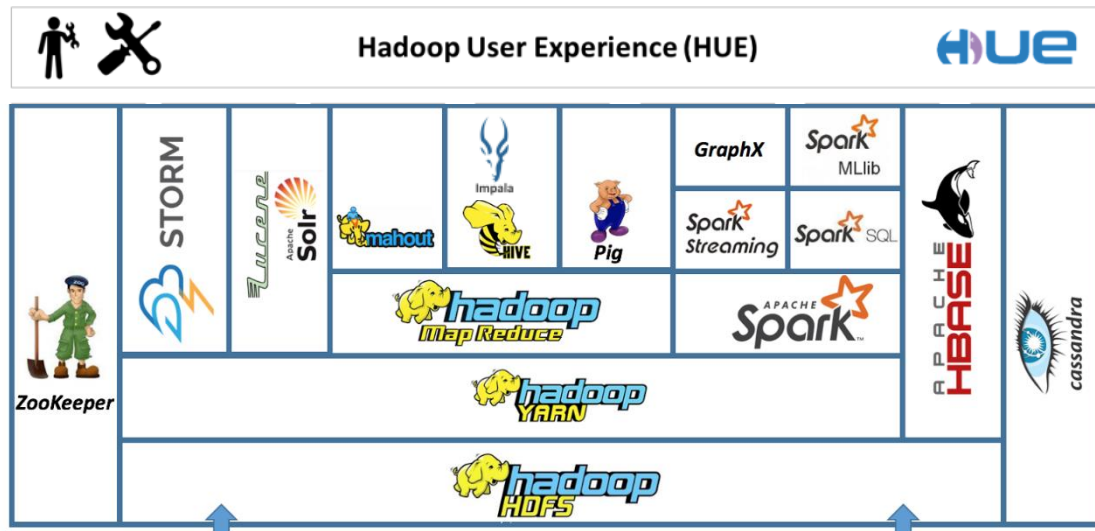 Hadoop User Experience (HUE)
HUE
ZooKeeper
STORM
Lucene
Apache
Solr
mahout
Impala
HIVE
Pig
GraphX
Spark
MLlib
Spark
Streaming
Spark SQL
hadoop
Map Reduce
APACHE
Spark™
APACHE
HBASE
cassandra
hadoop
YARN
hadoop
HDFS